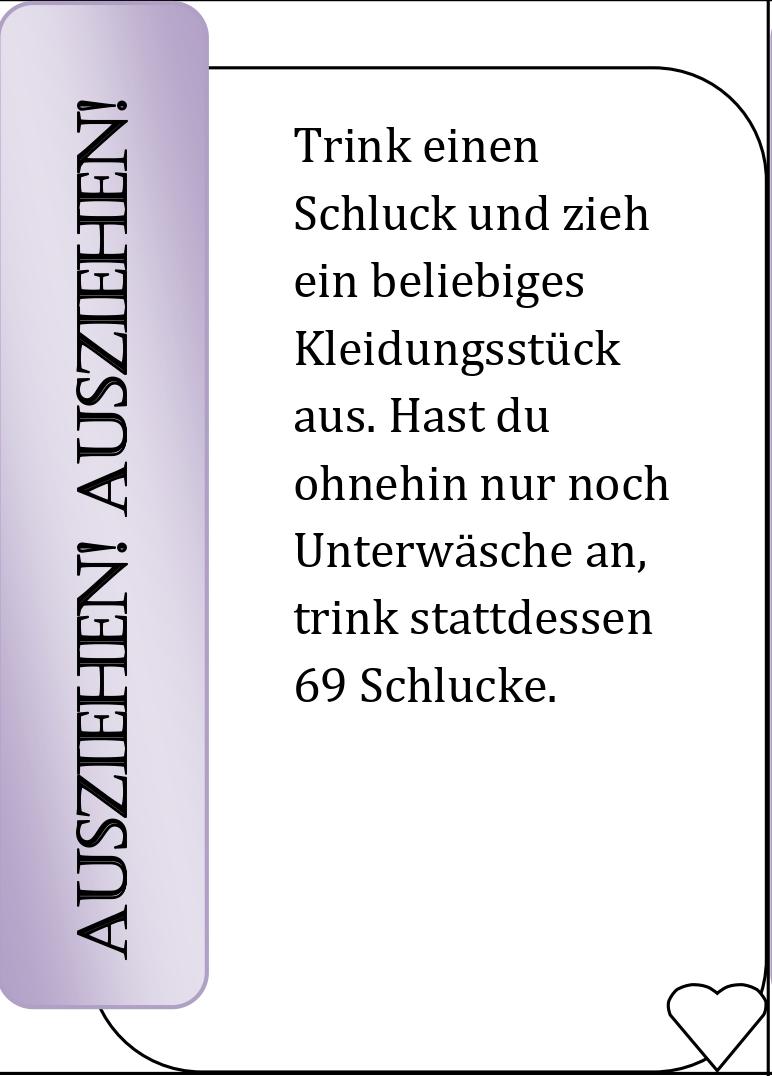 AUSZIEHEN! AUSZIEHEN!
Trink einen
Schluck und zieh
ein beliebiges
Kleidungsstück
aus. Hast du
ohnehin nur noch
Unterwäsche an,
trink stattdessen
69 Schlucke.